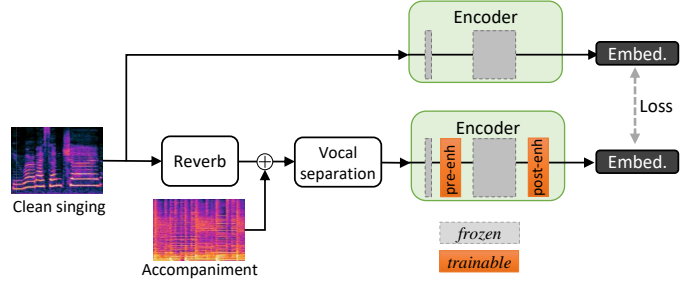 Encoder
Embed.
Loss
Encoder
pre-enh
post-enh
Embed.
Reverb
Vocal
separation
Clean singing
Accompaniment
frozen
trainable